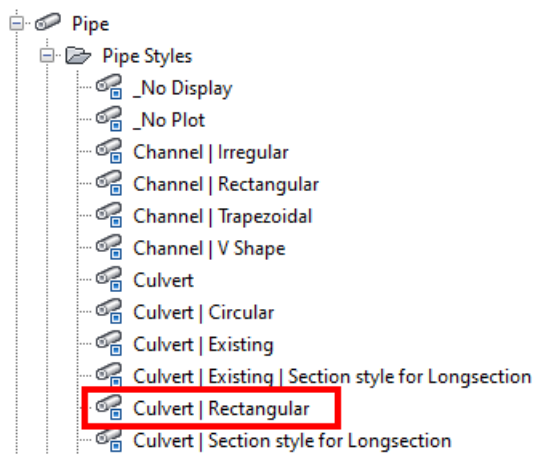 Pipe
Pipe Styles
_No Display
_No Plot
Channel | Irregular
Channel | Rectangular
Channel | Trapezoidal
Channel | V Shape
Culvert
Culvert | Circular
Culvert | Existing
Culvert | Existing | Section style for Longsection
Culvert | Rectangular
Culvert | Section style for Longsection